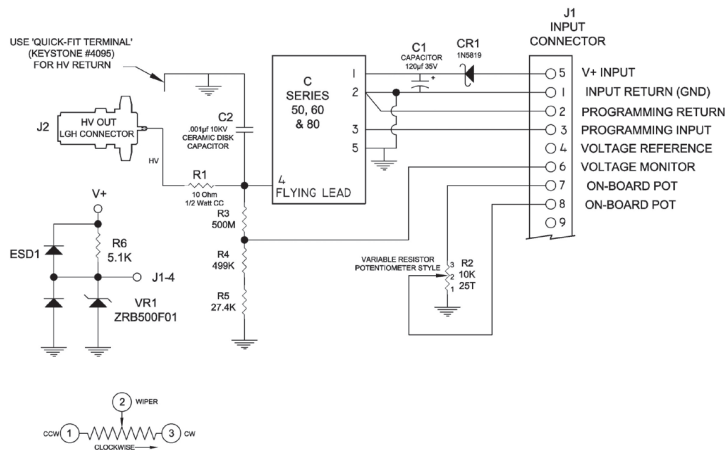 J1
INPUT
CONNECTOR
USE 'QUICK-FIT TERMINAL'
(KEYSTONE #4095)
FOR HV RETURN
C1
CAPACITOR
120µf 35V
+
CR1
1N5819
C
SERIES
50, 60
& 80
1
2
3
5
4
FLYING LEAD
5 V+ INPUT
1 INPUT RETURN (GND)
2 PROGRAMMING RETURN
3 PROGRAMMING INPUT
4 VOLTAGE REFERENCE
6 VOLTAGE MONITOR
7 ON-BOARD POT
8 ON-BOARD POT
9
J2
HV OUT
LGH CONNECTOR
HV
C2
.001µf 10KV
CERAMIC DISK
CAPACITOR
R1
10 Ohm
1/2 Watt CC
R3
500M
R4
499K
R5
27.4K
VARIABLE RESISTOR
POTENTIOMETER STYLE
3
2
1
R2
10K
25T
V+
ESD1
R6
5.1K
J1-4
VR1
ZRB500F01
2 WIPER
CCW 1 3 CW
CLOCKWISE